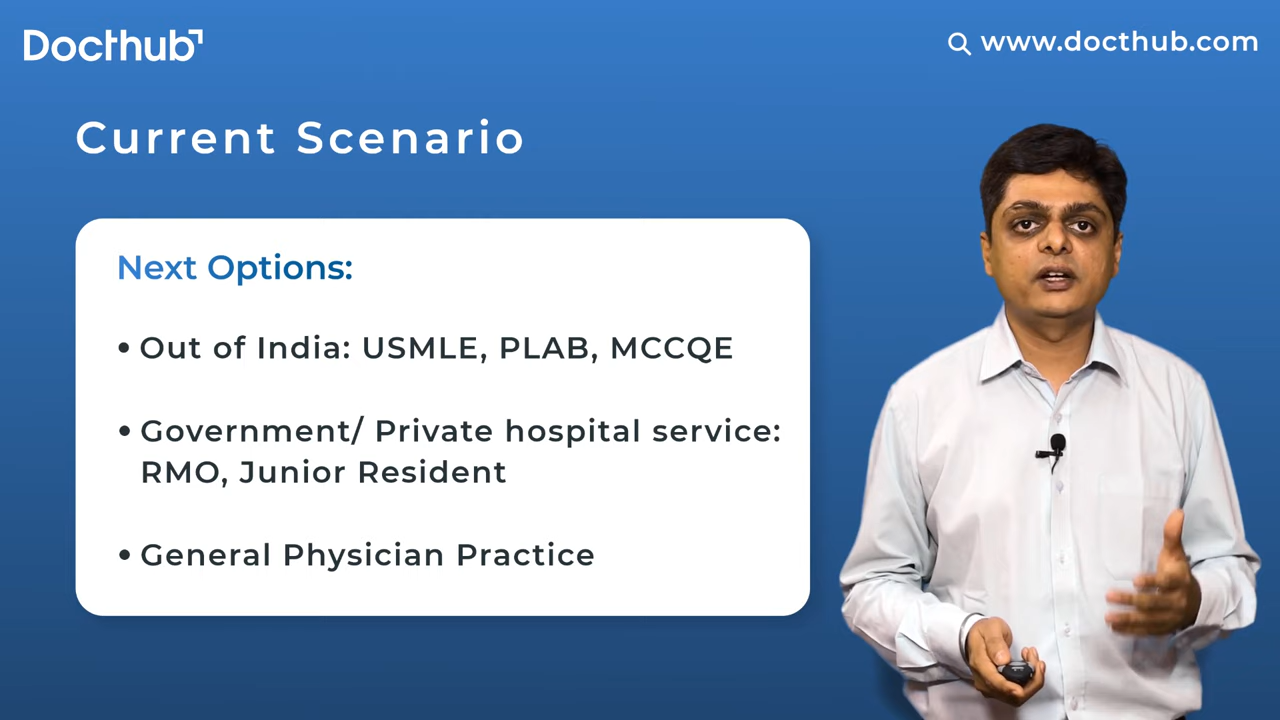 Docthub
www.docthub.com
Current Scenario
Next Options:
• Out of India: USMLE, PLAB, MCCQE
• Government/ Private hospital service:
RMO, Junior Resident
• General Physician Practice